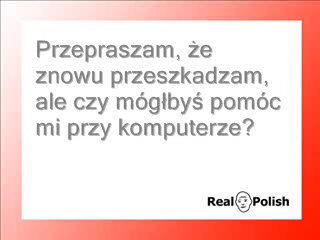 Przepraszam, że
znowu przeszkadzam,
ale czy mógłbyś pomóc
mi przy komputerze?
Real Polish